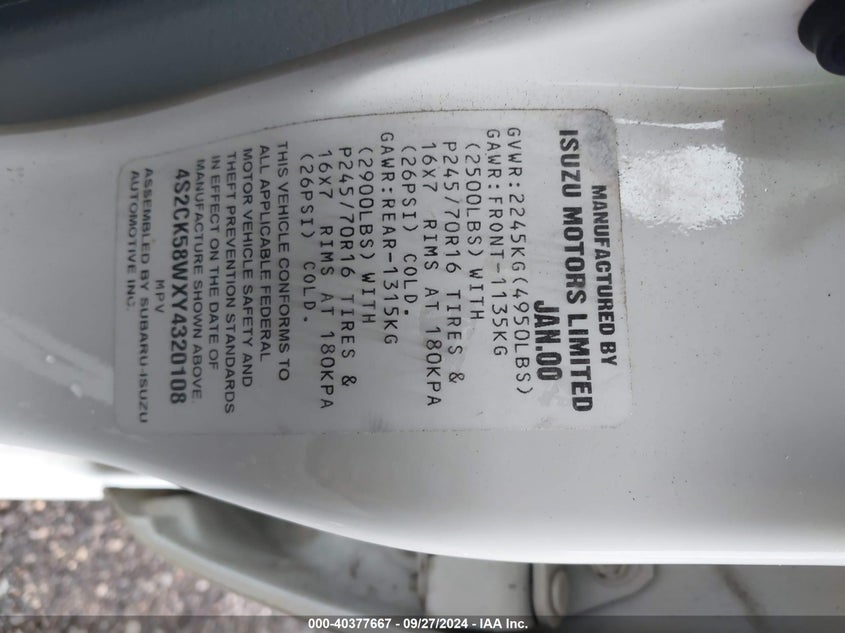 MANUFACTURED BY
ISUZU MOTORS LIMITED
JAN.00
GVWR:2245KG(4950LBS)
GAWR:FRONT-1135KG
(2500LBS) WITH
P245/70R16 TIRES &
16X7 RIMS AT 180KPA
(26PSI) COLD.
GAWR:REAR-1315KG
(2900LBS) WITH
P245/70R16 TIRES &
16X7 RIMS AT 180KPA
(26PSI) COLD.
THIS VEHICLE CONFORMS TO
ALL APPLICABLE FEDERAL
MOTOR VEHICLE SAFETY AND
THEFT PREVENTION STANDARDS
IN EFFECT ON THE DATE OF
MANUFACTURE SHOWN ABOVE.
4S2CK58WXY4320108
MPV
ASSEMBLED BY SUBARU-ISUZU
AUTOMOTIVE INC.
000-40377667 - 09/27/2024 - IAA Inc.